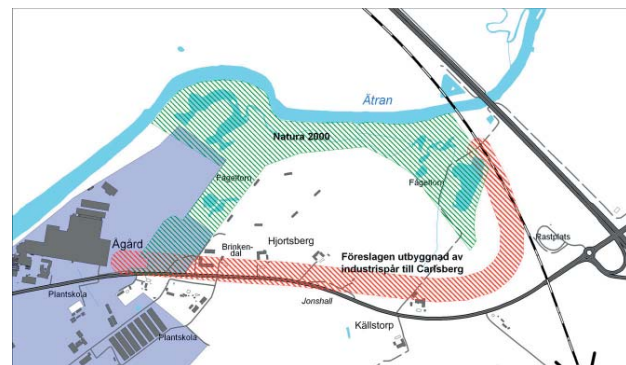 Ätran
Natura 2000
Fågeltorn
Fågeltorn
Ågård
Brinken-
dal
Hjortsberg
Föreslagen utbyggnad av
industrispår till Carlsberg
Rastplats
Plantskola
Jonshall
Källstorp
Plantskola